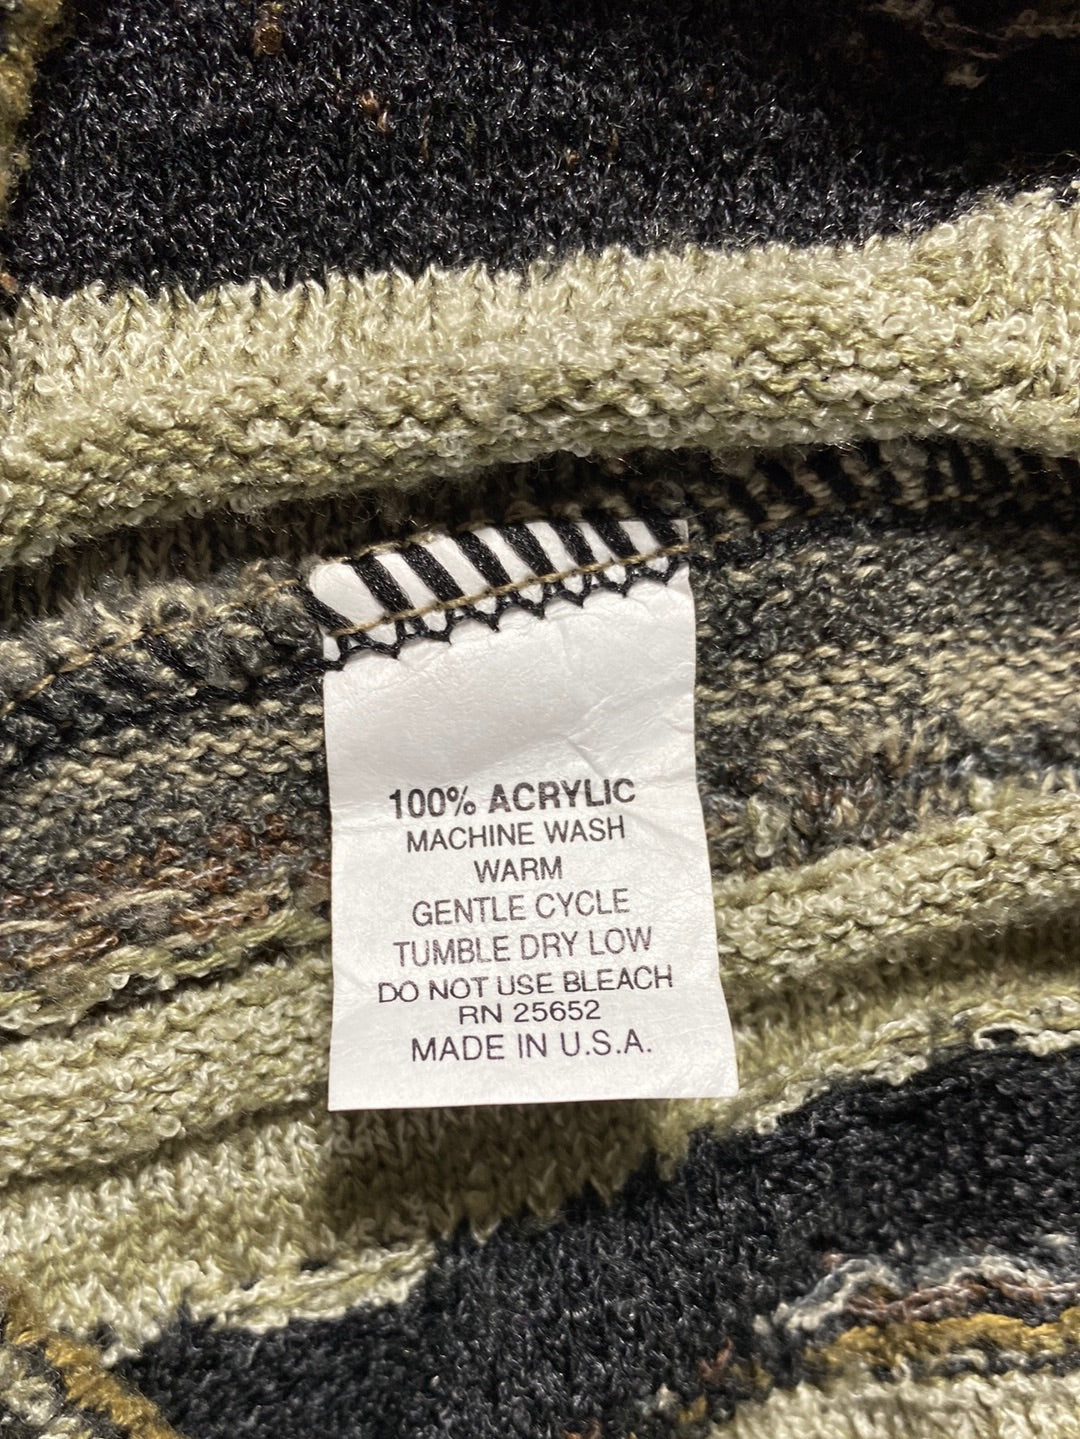 100% ACRYLIC
MACHINE WASH
WARM
GENTLE CYCLE
TUMBLE DRY LOW
DO NOT USE BLEACH
RN 25652
MADE IN U.S.A.